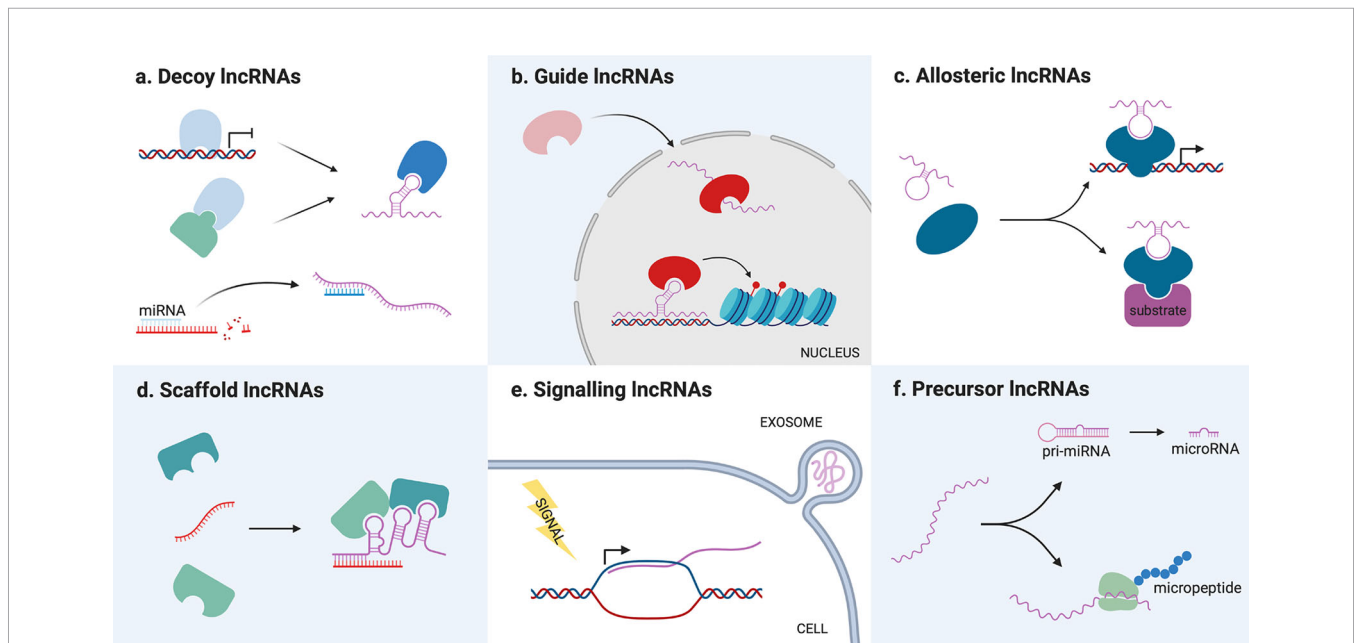 a. Decoy lncRNAs
miRNA
b. Guide lncRNAs
NUCLEUS
c. Allosteric lncRNAs
substrate
d. Scaffold lncRNAs
e. Signalling lncRNAs
EXOSOME
SIGNAL
CELL
f. Precursor lncRNAs
pri-miRNA
microRNA
micropeptide